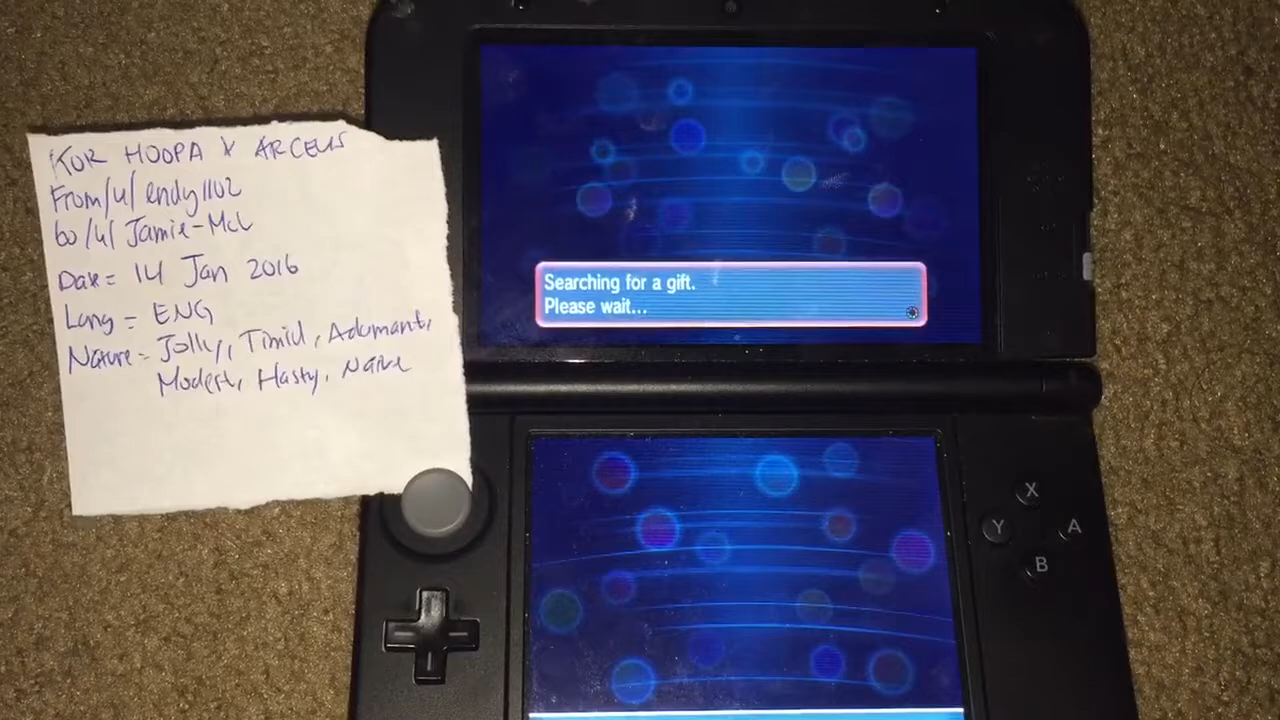 KOR HOOPA X ARCEUS
From /u/ endy1102
to /u/ Jamie-McL
Date = 14 Jan 2016
Lang = ENG
Nature = Jolly, Timid, Adamant,
Modest, Hasty, Naive
Searching for a gift.
Please wait...
X
Y
A
B